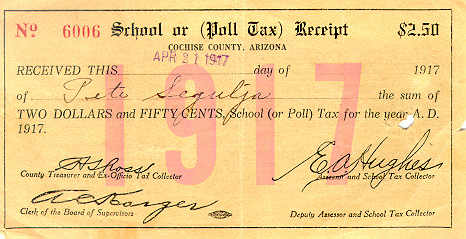 No 6006 School or (Poll Tax) Receipt $2.50
COCHISE COUNTY, ARIZONA
APR 21 1917
RECEIVED THIS day of 1917
of Pete Segulja the sum of
TWO DOLLARS and FIFTY CENTS, School (or Poll) Tax for the year A. D.
1917.
1917
H S Ross E. A. Hughes
County Treasurer and Ex-Officio Tax Collector Assessor and School Tax Collector
A C Karger
Clerk of the Board of Supervisors Deputy Assessor and School Tax Collector